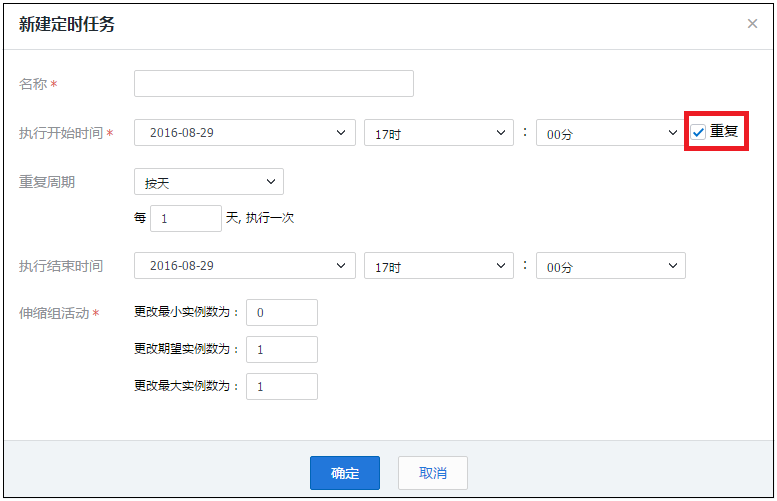 新建定时任务 ×
名称 *
执行开始时间 * 2016-08-29 17时 : 00分 重复
重复周期 按天
每 1 天, 执行一次
执行结束时间 2016-08-29 17时 : 00分
伸缩组活动 * 更改最小实例数为： 0
更改期望实例数为： 1
更改最大实例数为： 1
确定 取消